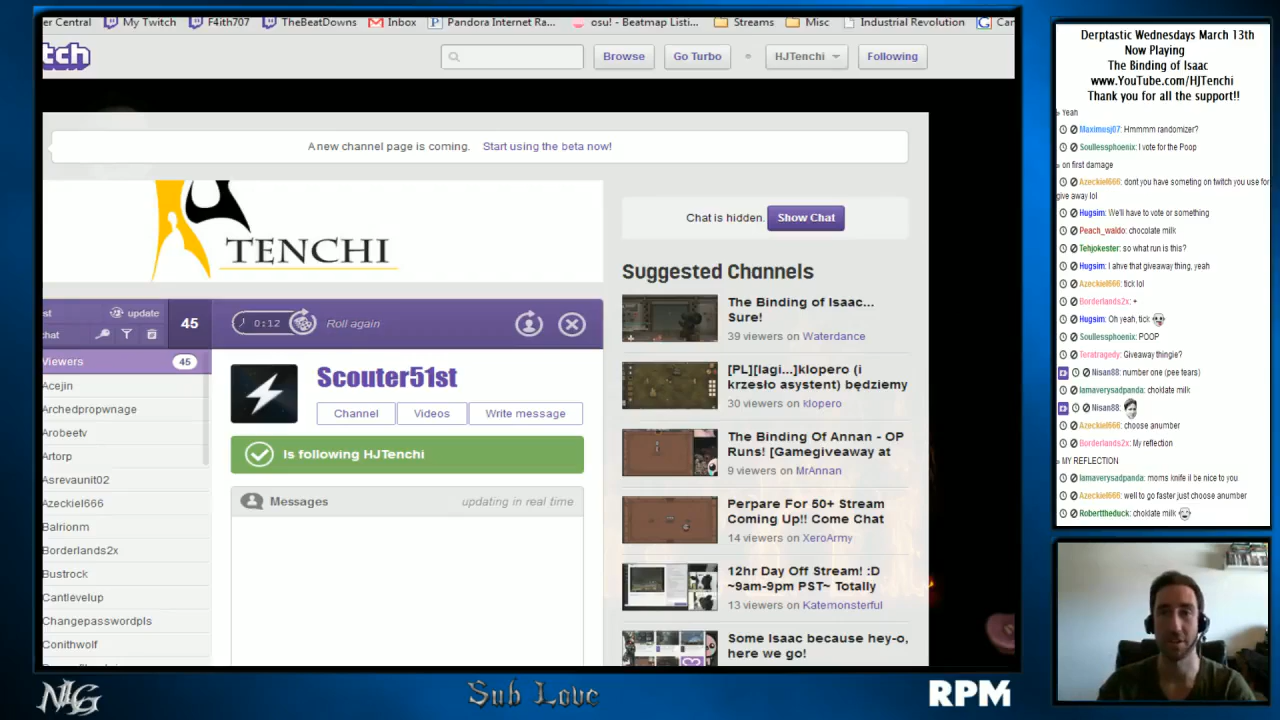 er Central My Twitch F4ith707 TheBeatDowns Inbox Pandora Internet Ra... osu! - Beatmap Listi... Streams Misc Industrial Revolution
tch Browse Go Turbo HJTenchi Following
A new channel page is coming. Start using the beta now!
TENCHI
Chat is hidden. Show Chat
st update
chat
45
0:12 Roll again
Viewers 45
Acejin
Archedpropwnage
Arobeetv
Artorp
Asrevaunit02
Azeckiel666
Balrionm
Borderlands2x
Bustrock
Cantlevelup
Changepasswordpls
Conithwolf
Scouter51st
Channel Videos Write message
Is following HJTenchi
Messages updating in real time
Suggested Channels
The Binding of Isaac...
Sure!
39 viewers on Waterdance
[PL][lagi...]klopero (i
krzesło asystent) będziemy
30 viewers on klopero
The Binding Of Annan - OP
Runs! [Gamegiveaway at
9 viewers on MrAnnan
Perpare For 50+ Stream
Coming Up!! Come Chat
14 viewers on XeroArmy
12hr Day Off Stream! :D
~9am-9pm PST~ Totally
13 viewers on Katemonsterful
Some Isaac because hey-o,
here we go!
Derptastic Wednesdays March 13th
Now Playing
The Binding of Isaac
www.YouTube.com/HJTenchi
Thank you for all the support!!
» Yeah
Maximusj07: Hmmmm randomizer?
Soullessphoenix: I vote for the Poop
» on first damage
Azeckiel666: dont you have someting on twitch you use for
give away lol
Hugsim: We'll have to vote or something
Peach_waldo: chocolate milk
Tehjokester: so what run is this?
Hugsim: I ahve that giveaway thing, yeah
Azeckiel666: tick lol
Borderlands2x: +
Hugsim: Oh yeah, tick
Soullessphoenix: POOP
Teratragedy: Giveaway thingie?
Nisan88: number one (pee tears)
Iamaverysadpanda: choklate milk
Nisan88:
Azeckiel666: choose anumber
Borderlands2x: My reflection
» MY REFLECTION
Iamaverysadpanda: moms knife il be nice to you
Azeckiel666: well to go faster just choose anumber
Roberttheduck: choklate milk
NLG
Sub Love
RPM